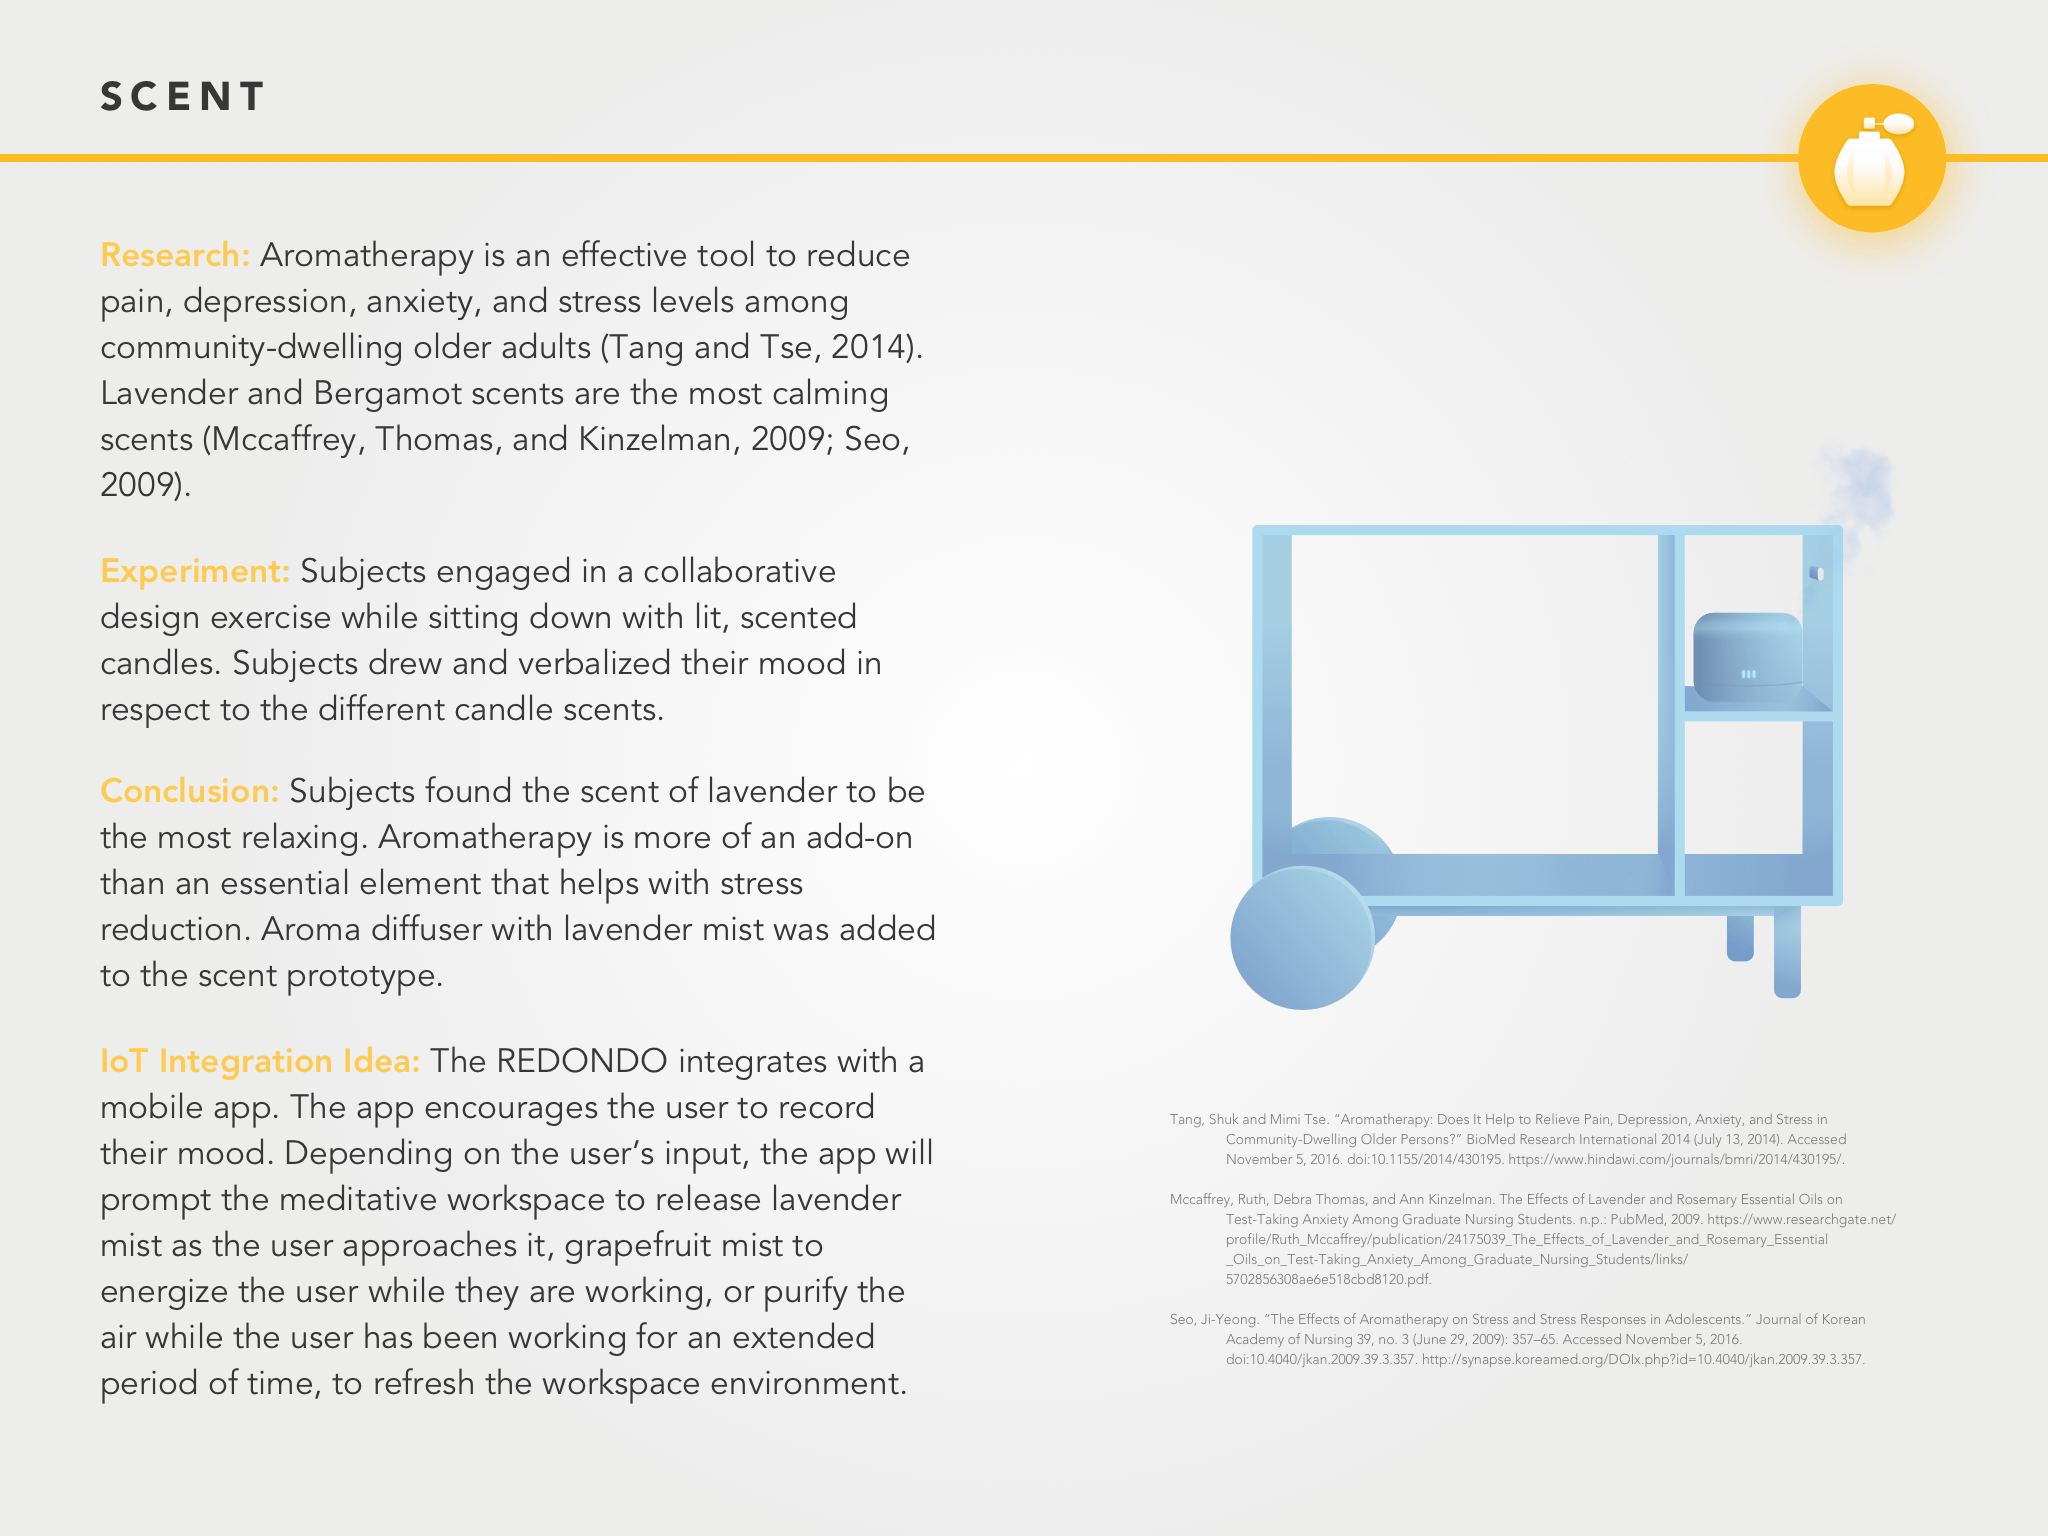 SCENT
Research: Aromatherapy is an effective tool to reduce
pain, depression, anxiety, and stress levels among
community-dwelling older adults (Tang and Tse, 2014).
Lavender and Bergamot scents are the most calming
scents (Mccaffrey, Thomas, and Kinzelman, 2009; Seo,
2009).
Experiment: Subjects engaged in a collaborative
design exercise while sitting down with lit, scented
candles. Subjects drew and verbalized their mood in
respect to the different candle scents.
Conclusion: Subjects found the scent of lavender to be
the most relaxing. Aromatherapy is more of an add-on
than an essential element that helps with stress
reduction. Aroma diffuser with lavender mist was added
to the scent prototype.
IoT Integration Idea: The REDONDO integrates with a
mobile app. The app encourages the user to record
their mood. Depending on the user’s input, the app will
prompt the meditative workspace to release lavender
mist as the user approaches it, grapefruit mist to
energize the user while they are working, or purify the
air while the user has been working for an extended
period of time, to refresh the workspace environment.
Tang, Shuk and Mimi Tse. “Aromatherapy: Does It Help to Relieve Pain, Depression, Anxiety, and Stress in
Community-Dwelling Older Persons?” BioMed Research International 2014 (July 13, 2014). Accessed
November 5, 2016. doi:10.1155/2014/430195. https://www.hindawi.com/journals/bmri/2014/430195/.
Mccaffrey, Ruth, Debra Thomas, and Ann Kinzelman. The Effects of Lavender and Rosemary Essential Oils on
Test-Taking Anxiety Among Graduate Nursing Students. n.p.: PubMed, 2009. https://www.researchgate.net/
profile/Ruth_Mccaffrey/publication/24175039_The_Effects_of_Lavender_and_Rosemary_Essential
_Oils_on_Test-Taking_Anxiety_Among_Graduate_Nursing_Students/links/
5702856308ae6e518cbd8120.pdf.
Seo, Ji-Yeong. “The Effects of Aromatherapy on Stress and Stress Responses in Adolescents.” Journal of Korean
Academy of Nursing 39, no. 3 (June 29, 2009): 357–65. Accessed November 5, 2016.
doi:10.4040/jkan.2009.39.3.357. http://synapse.koreamed.org/DOIx.php?id=10.4040/jkan.2009.39.3.357.